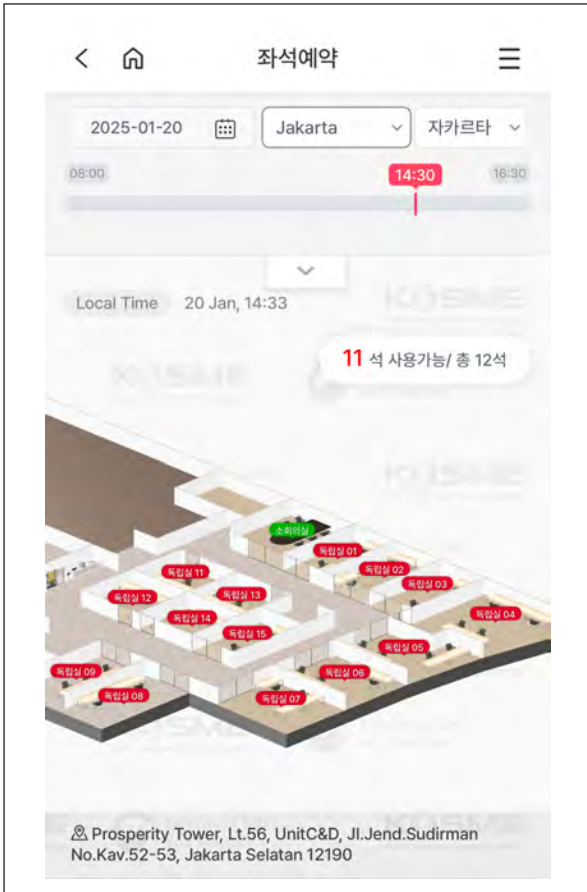 좌석예약
2025-01-20 Jakarta 자카르타
08:00 14:30 16:30
Local Time 20 Jan, 14:33
KOSME
11 석 사용가능/ 총 12석
KOSME
KOSME
소회의실
독립실 01
독립실 02
독립실 03
독립실 04
독립실 11
독립실 12
독립실 13
독립실 14
독립실 15
독립실 05
독립실 06
독립실 09
독립실 08
독립실 07
Prosperity Tower, Lt.56, UnitC&D, Jl.Jend.Sudirman
No.Kav.52-53, Jakarta Selatan 12190